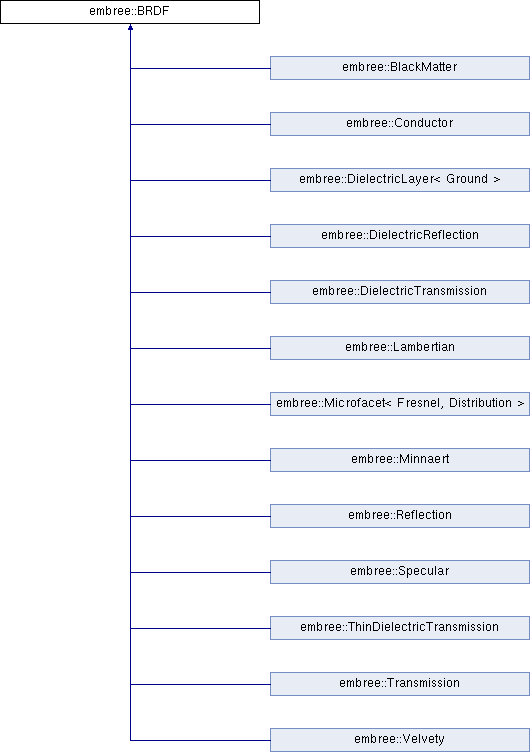 embree::BRDF
embree::BlackMatter
embree::Conductor
embree::DielectricLayer< Ground >
embree::DielectricReflection
embree::DielectricTransmission
embree::Lambertian
embree::Microfacet< Fresnel, Distribution >
embree::Minnaert
embree::Reflection
embree::Specular
embree::ThinDielectricTransmission
embree::Transmission
embree::Velvety